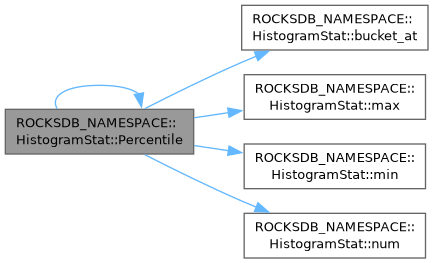 ROCKSDB_NAMESPACE::
HistogramStat::Percentile
ROCKSDB_NAMESPACE::
HistogramStat::bucket_at
ROCKSDB_NAMESPACE::
HistogramStat::max
ROCKSDB_NAMESPACE::
HistogramStat::min
ROCKSDB_NAMESPACE::
HistogramStat::num